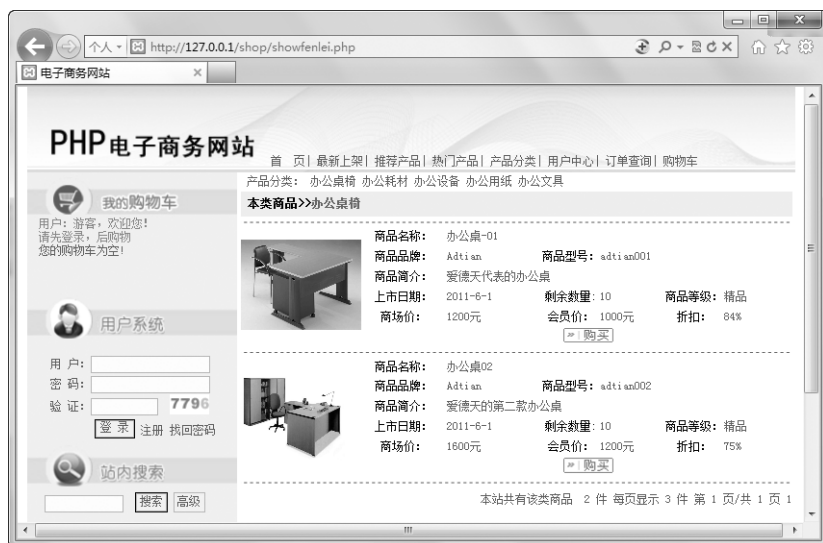 个人
http://127.0.0.1/shop/showfenlei.php
电子商务网站
PHP电子商务网站
首 页| 最新上架| 推荐产品| 热门产品| 产品分类| 用户中心| 订单查询| 购物车
产品分类： 办公桌椅 办公耗材 办公设备 办公用纸 办公文具
我的购物车
用户：游客，欢迎您!
请先登录，后购物
您的购物车为空!
用户系统
用 户:
密 码:
验 证: 7796
登 录 注册 找回密码
站内搜索
搜索 高级
本类商品>>办公桌椅
商品名称： 办公桌-01
商品品牌： Adtian 商品型号：adtian001
商品简介： 爱德天代表的办公桌
上市日期： 2011-6-1 剩余数量：10 商品等级：精品
商场价： 1200元 会员价： 1000元 折扣： 84%
购买
商品名称： 办公桌02
商品品牌： Adtian 商品型号：adtian002
商品简介： 爱德天的第二款办公桌
上市日期： 2011-6-1 剩余数量：10 商品等级：精品
商场价： 1600元 会员价： 1200元 折扣： 75%
购买
本站共有该类商品 2 件 每页显示 3 件 第 1 页/共 1 页 1